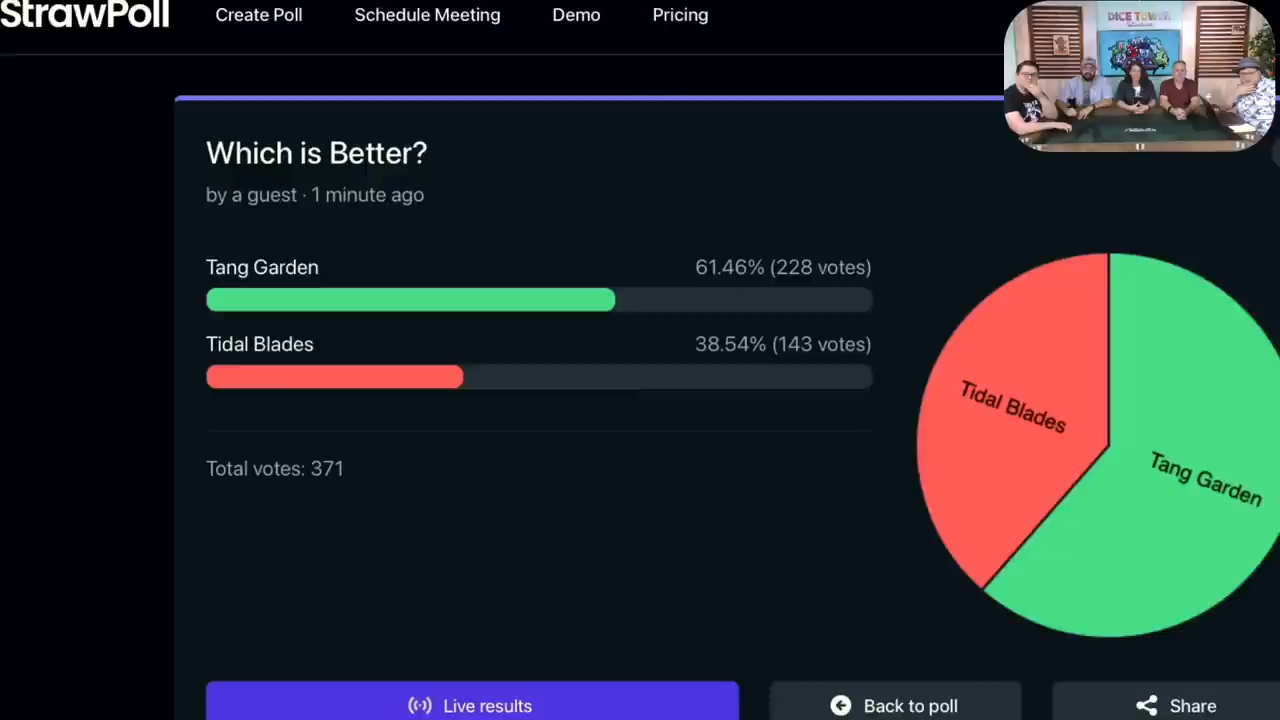 StrawPoll
Create Poll
Schedule Meeting
Demo
Pricing
DICE TOWER
Which is Better?
by a guest · 1 minute ago
Tang Garden
61.46% (228 votes)
Tidal Blades
38.54% (143 votes)
Total votes: 371
Tidal Blades
Tang Garden
Live results
Back to poll
Share